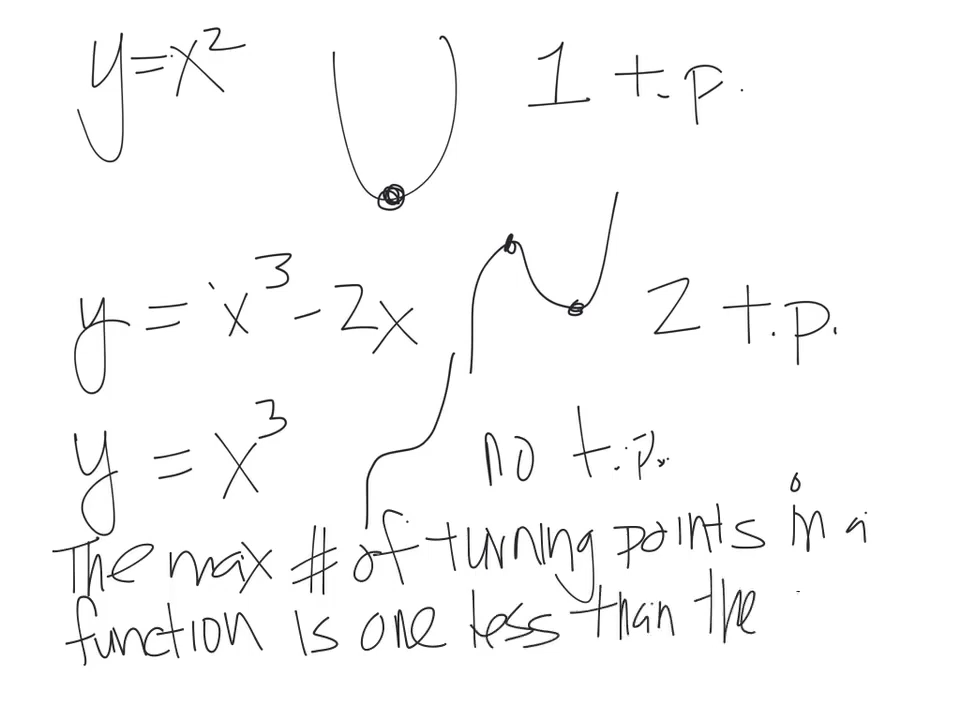 y=x² 1 t.p.
y = x³ - 2x 2 t.p.
y = x³ no t.p.
The max # of turning points in a
function is one less than the